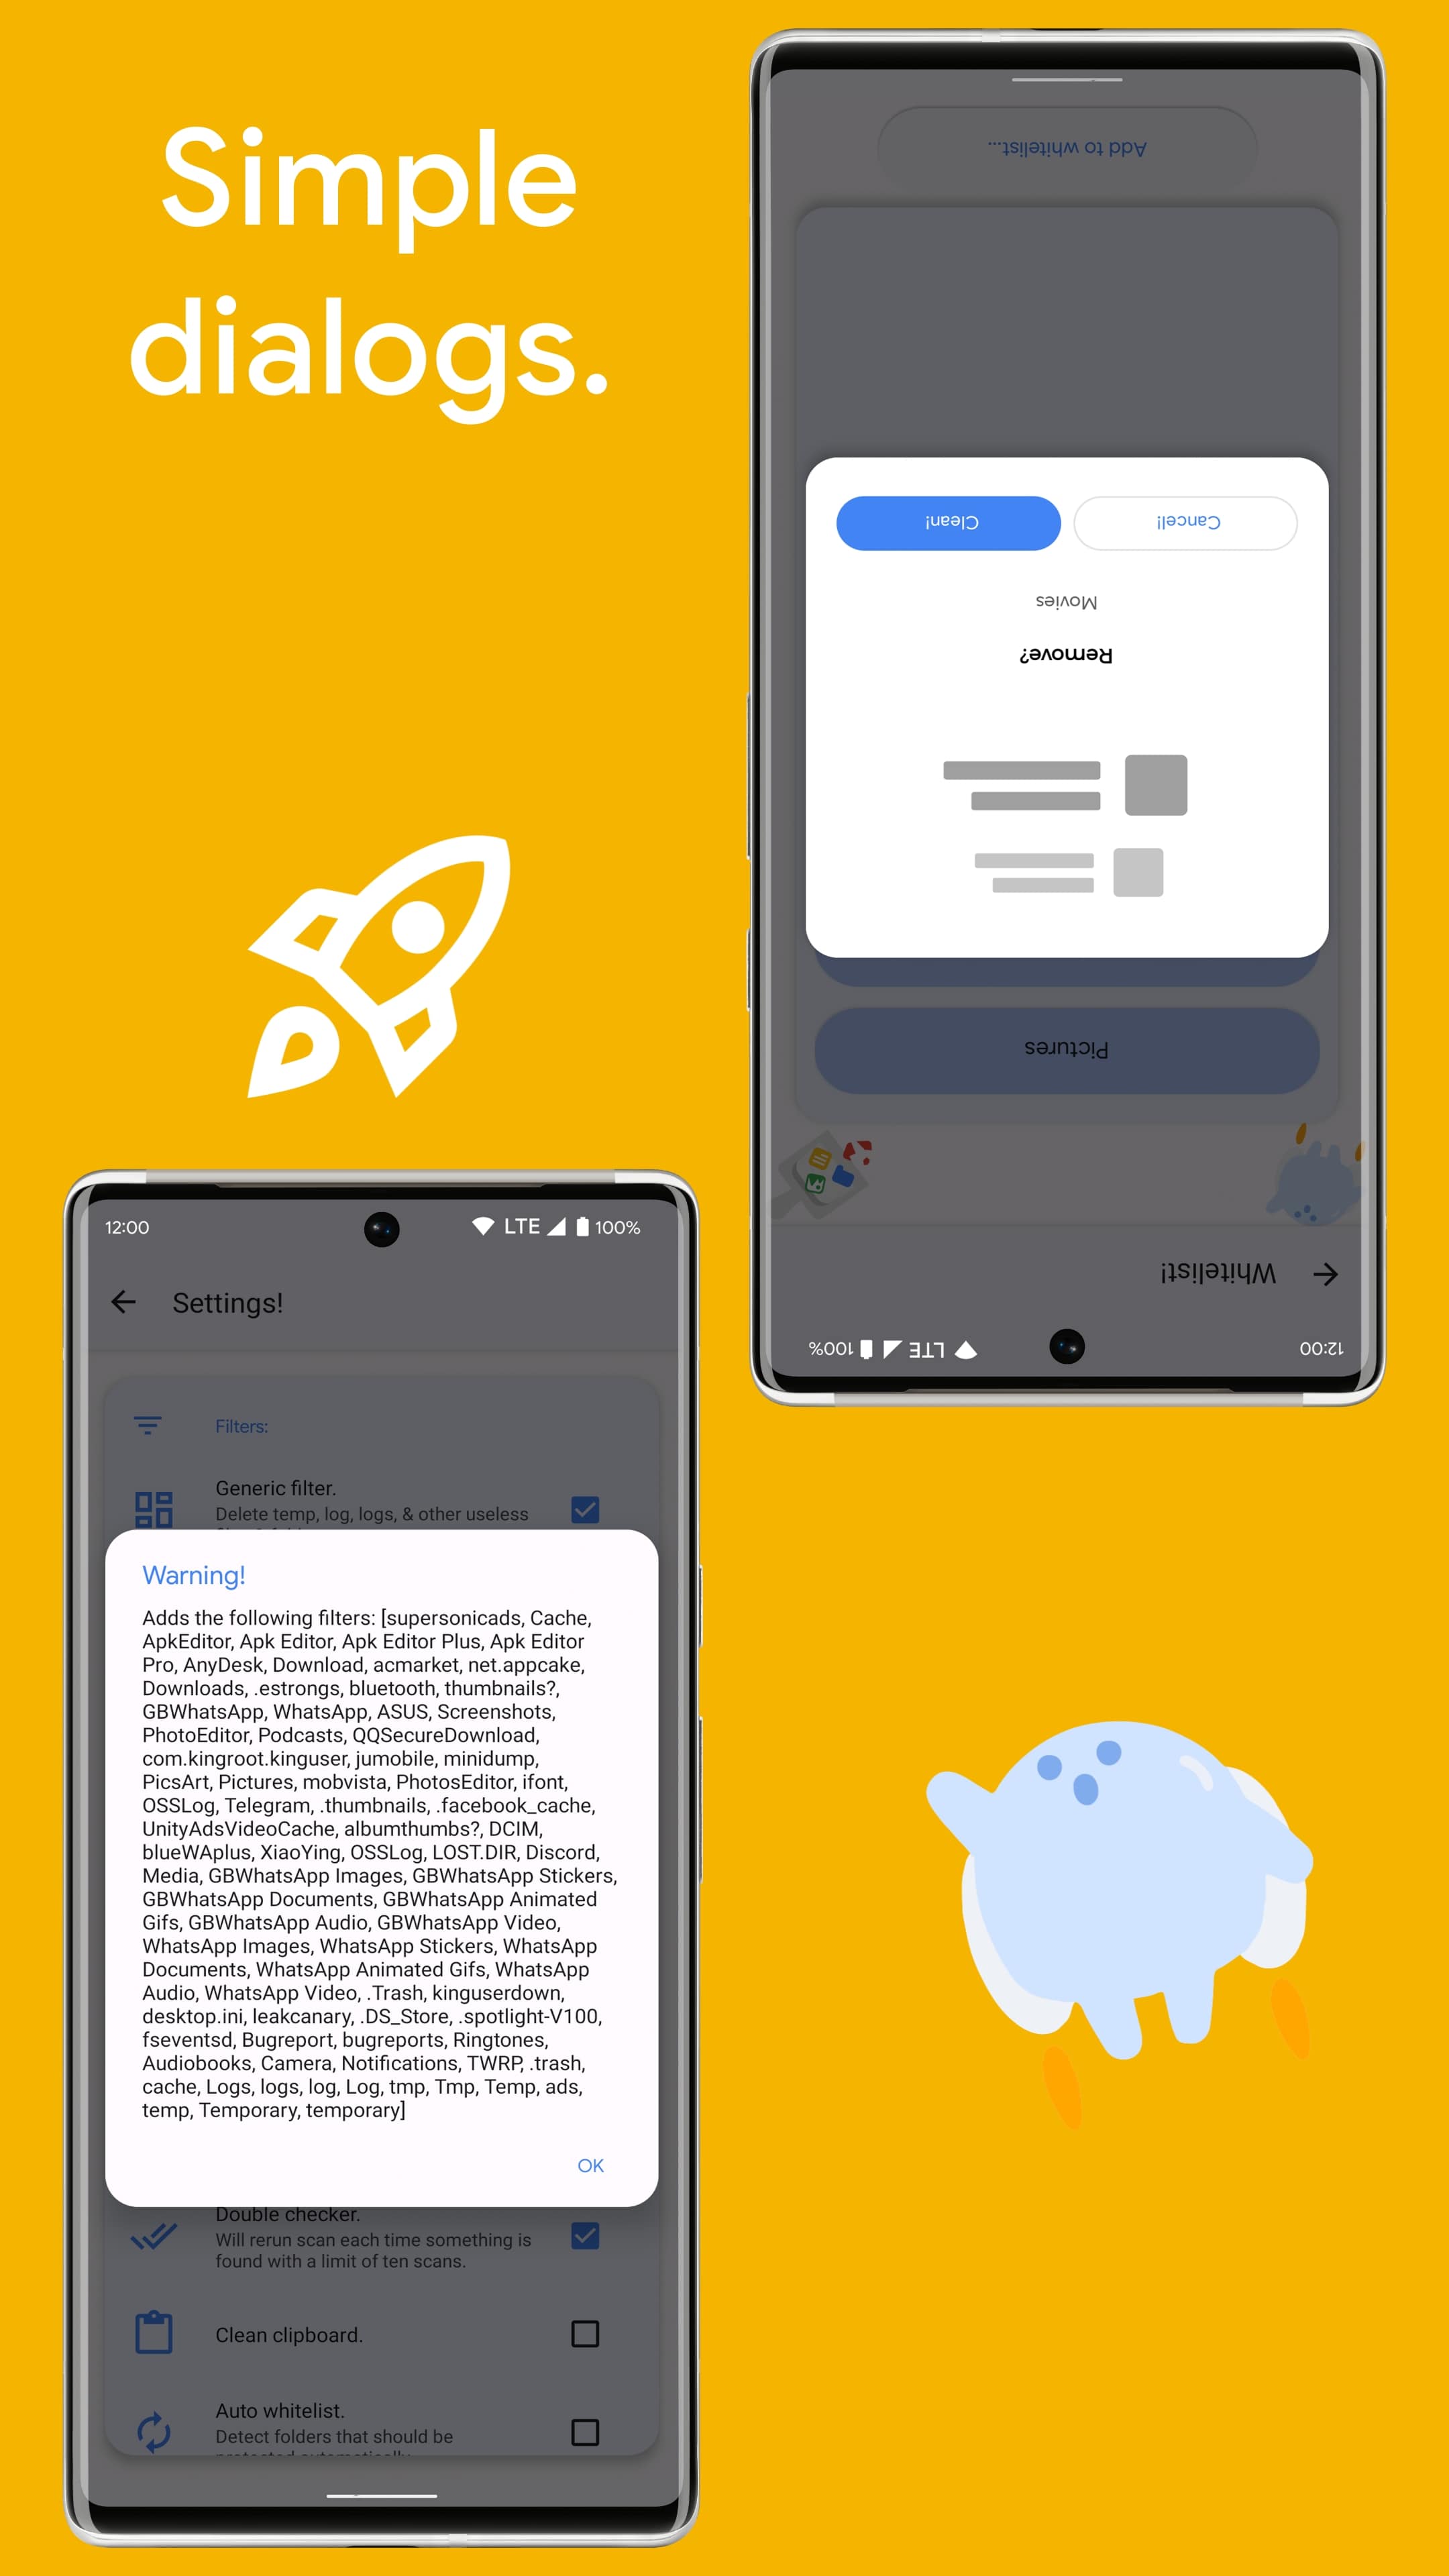 Simple
dialogs.
12:00
LTE
100%
Whitelist!
Pictures
Remove?
Movies
Cancel!
Clean!
Add to whitelist...
12:00
LTE
100%
Settings!
Filters:
Generic filter.
Delete temp, log, logs, & other useless
Warning!
Adds the following filters: [supersonicads, Cache,
ApkEditor, Apk Editor, Apk Editor Plus, Apk Editor
Pro, AnyDesk, Download, acmarket, net.appcake,
Downloads, .estrongs, bluetooth, thumbnails?,
GBWhatsApp, WhatsApp, ASUS, Screenshots,
PhotoEditor, Podcasts, QQSecureDownload,
com.kingroot.kinguser, jumobile, minidump,
PicsArt, Pictures, mobvista, PhotosEditor, ifont,
OSSLog, Telegram, .thumbnails, .facebook_cache,
UnityAdsVideoCache, albumthumbs?, DCIM,
blueWAplus, XiaoYing, OSSLog, LOST.DIR, Discord,
Media, GBWhatsApp Images, GBWhatsApp Stickers,
GBWhatsApp Documents, GBWhatsApp Animated
Gifs, GBWhatsApp Audio, GBWhatsApp Video,
WhatsApp Images, WhatsApp Stickers, WhatsApp
Documents, WhatsApp Animated Gifs, WhatsApp
Audio, WhatsApp Video, .Trash, kinguserdown,
desktop.ini, leakcanary, .DS_Store, .spotlight-V100,
fseventsd, Bugreport, bugreports, Ringtones,
Audiobooks, Camera, Notifications, TWRP, .trash,
cache, Logs, logs, log, Log, tmp, Tmp, Temp, ads,
temp, Temporary, temporary]
OK
Double checker.
Will rerun scan each time something is
found with a limit of ten scans.
Clean clipboard.
Auto whitelist.
Detect folders that should be